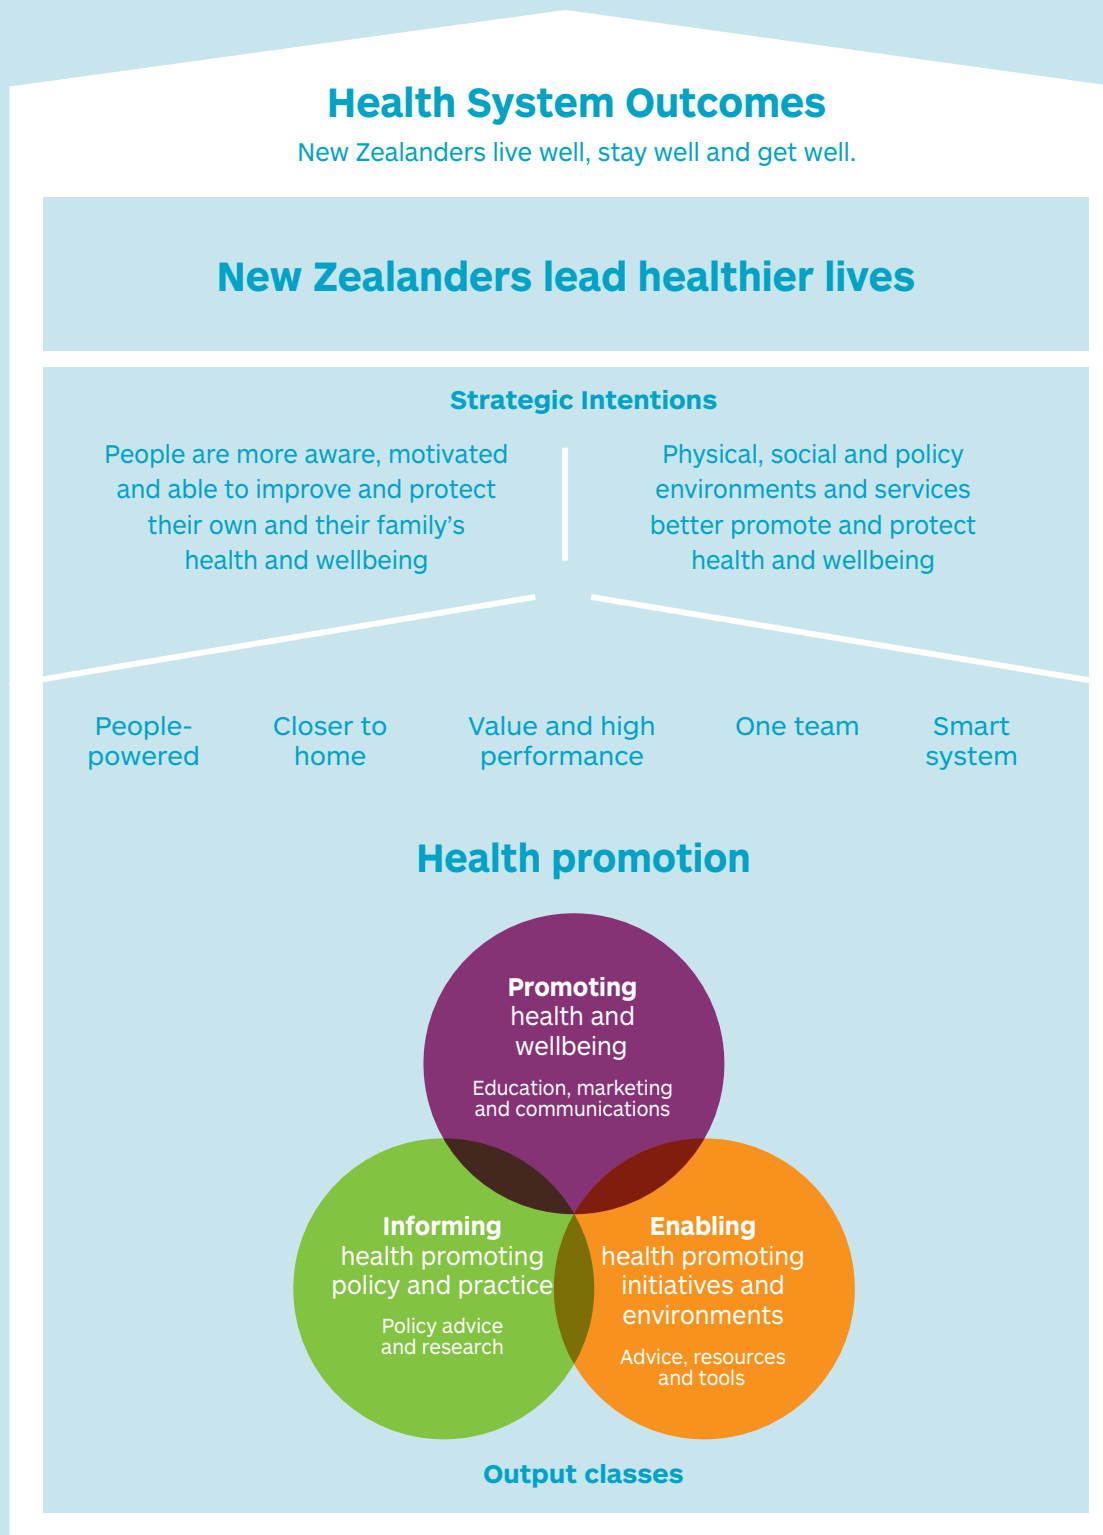 Health System Outcomes
New Zealanders live well, stay well and get well.
New Zealanders lead healthier lives
Strategic Intentions
People are more aware, motivated
and able to improve and protect
their own and their family’s
health and wellbeing
Physical, social and policy
environments and services
better promote and protect
health and wellbeing
People-
powered
Closer to
home
Value and high
performance
One team
Smart
system
Health promotion
Promoting
health and
wellbeing
Education, marketing
and communications
Informing
health promoting
policy and practice
Policy advice
and research
Enabling
health promoting
initiatives and
environments
Advice, resources
and tools
Output classes